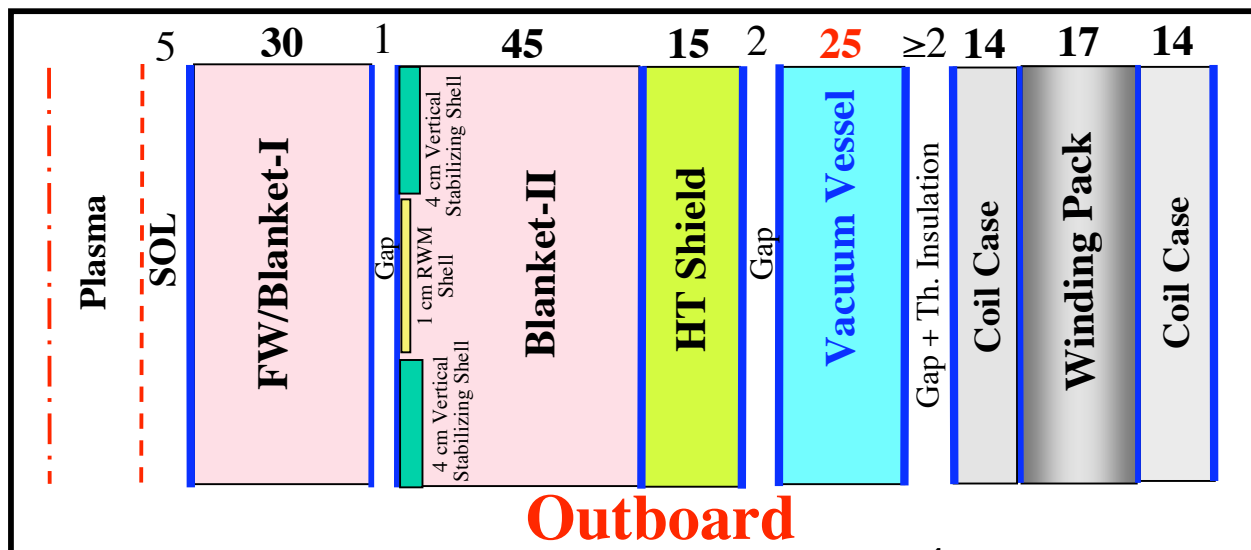 5 30 1 45 15 2 25 ≥2 14 17 14
Plasma
SOL
FW/Blanket-I
Gap
4 cm Vertical
Stabilizing Shell
1 cm RWM
Shell
4 cm Vertical
Stabilizing Shell
Blanket-II
HT Shield
Gap
Vacuum Vessel
Gap + Th. Insulation
Coil Case
Winding Pack
Coil Case
Outboard